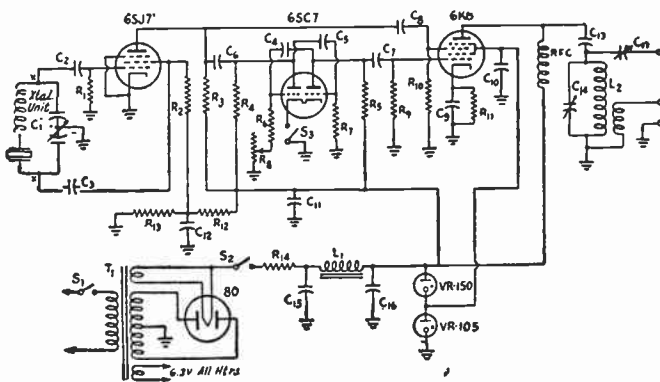 6SJ7'
6SC7
6K8
C8
C13
C2
C4
C5
C6
C7
C10
RFC
C17
x
Xtal
Unit
C1
R1
R2
R3
R4
R5
R6
R7
R8
R9
R10
C9
R11
C14
L2
S3
x
C3
C11
R13
R12
C12
T1
S1
80
S2
R14
L1
C15
C16
VR-150
VR-105
6.3V All Htrs